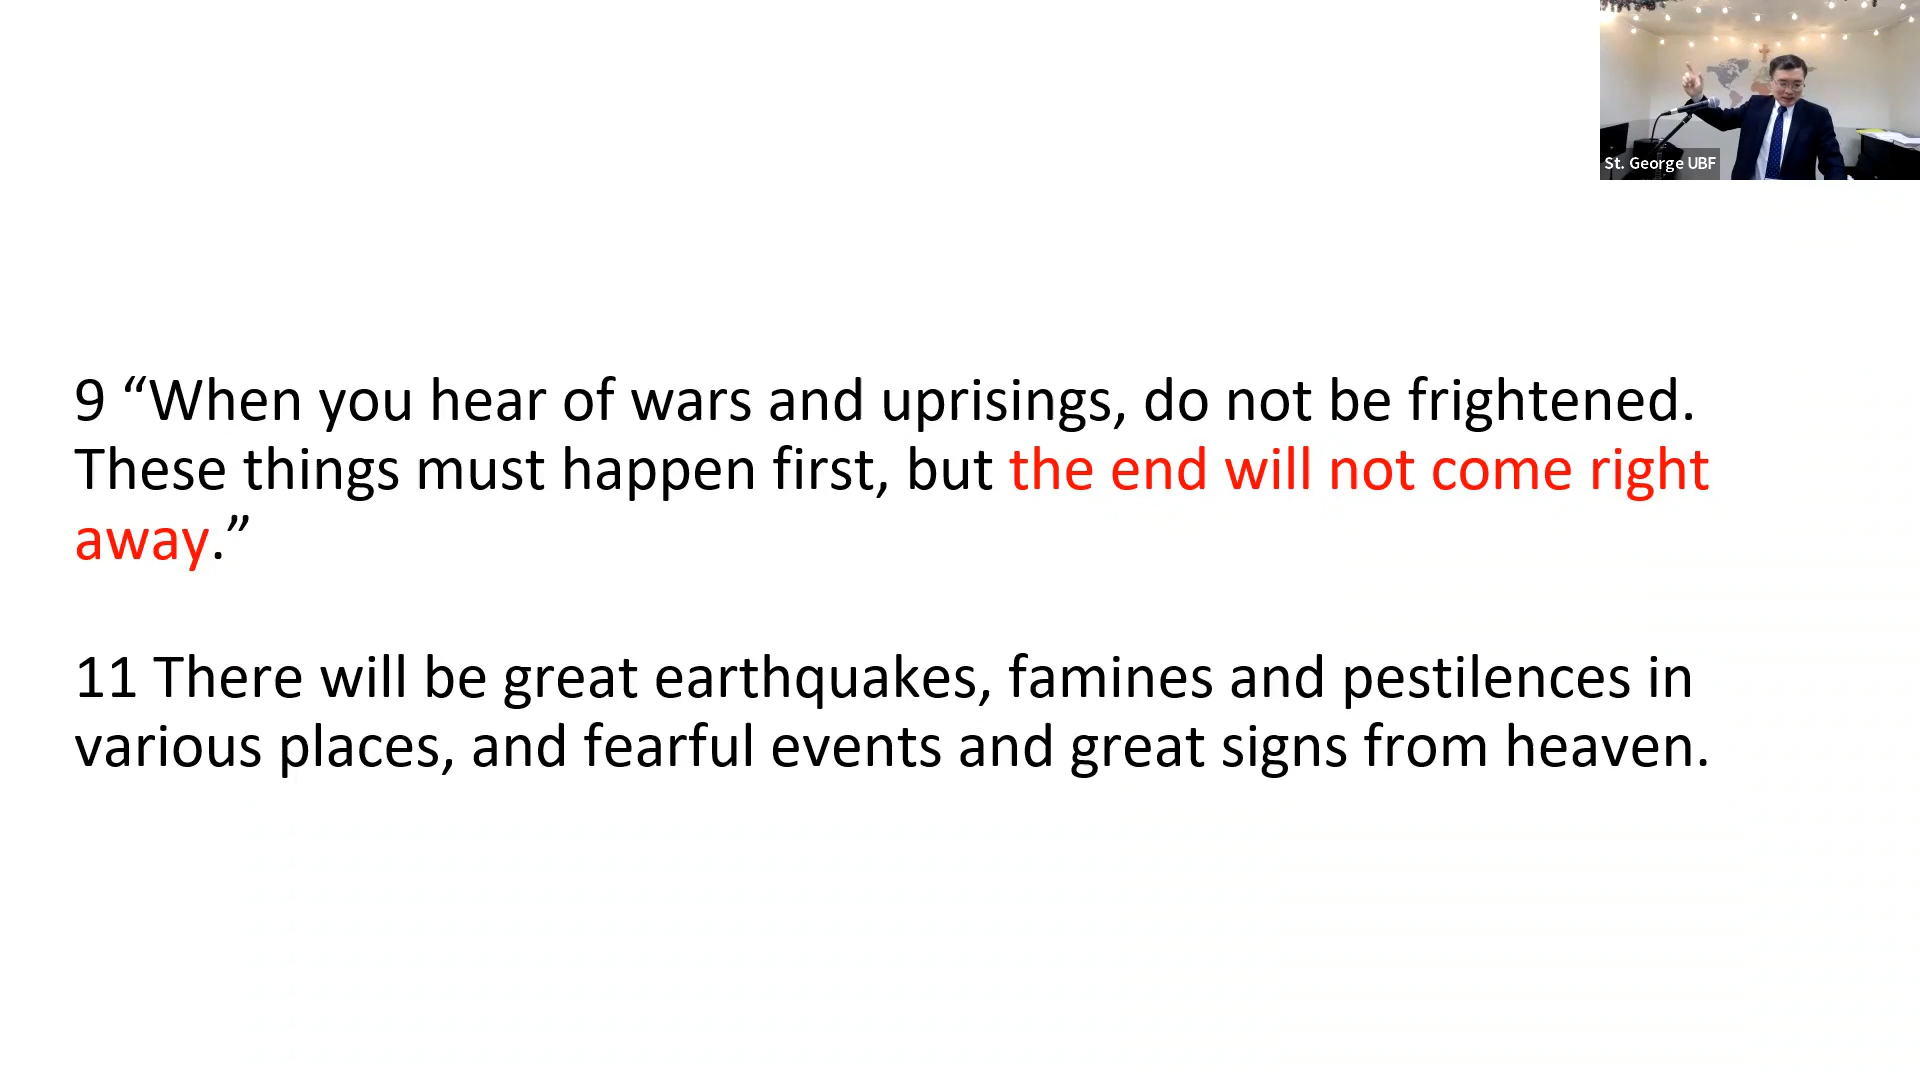 St. George UBF
9 “When you hear of wars and uprisings, do not be frightened.
These things must happen first, but the end will not come right
away.”
11 There will be great earthquakes, famines and pestilences in
various places, and fearful events and great signs from heaven.